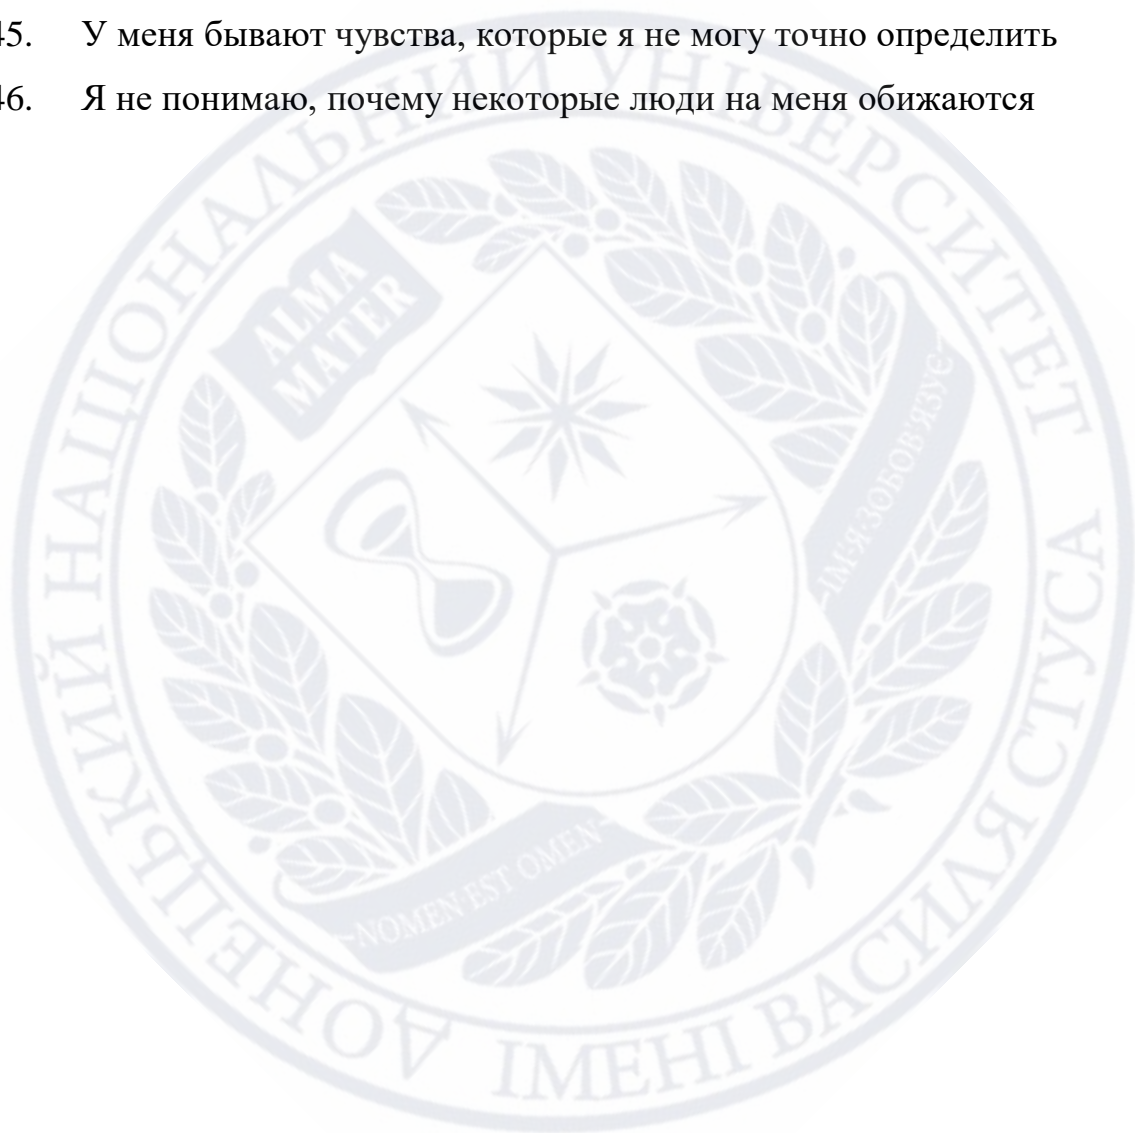 45. У меня бывают чувства, которые я не могу точно определить
46. Я не понимаю, почему некоторые люди на меня обижаются
ДОНЕЦЬКИЙ НАЦІОНАЛЬНИЙ УНІВЕРСИТЕТ ІМЕНІ ВАСИЛЯ СТУСА
ALMA
MATER
ІМ'Я ЗОБОВ'ЯЗУЄ
NOMEN EST OMEN